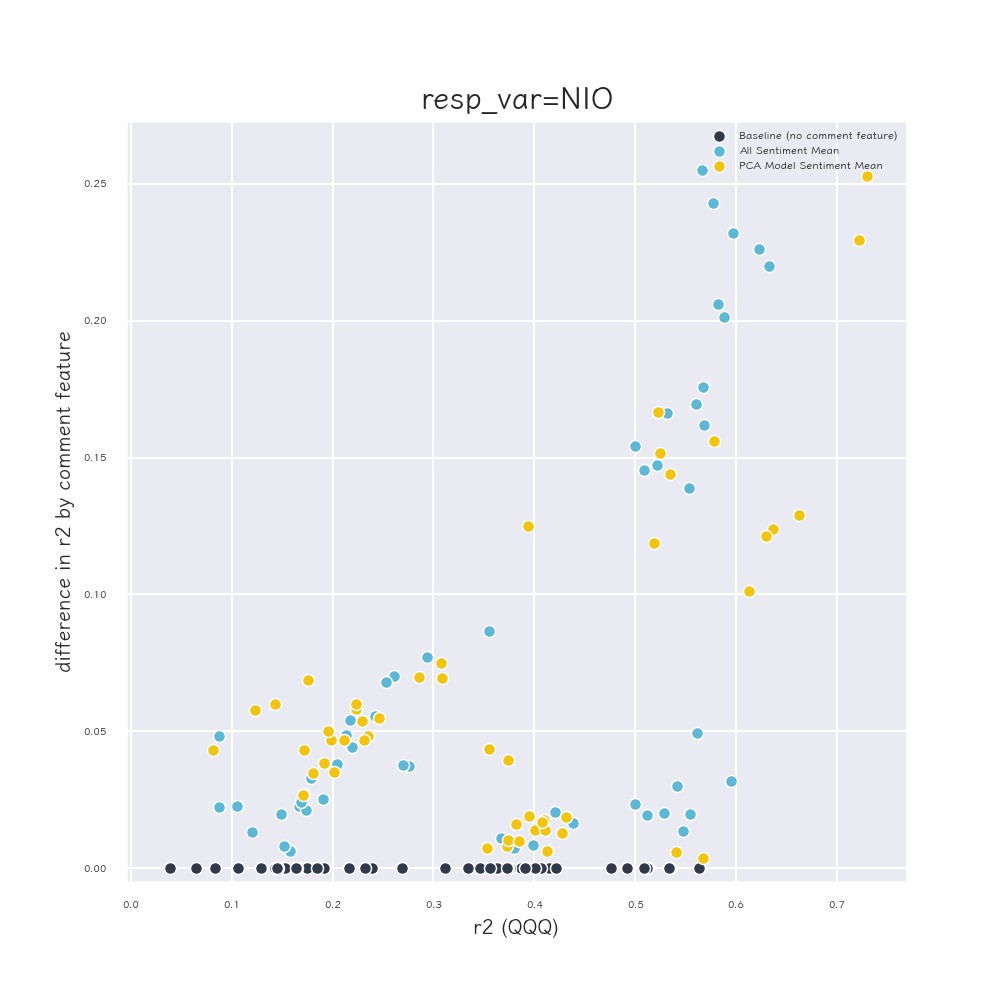 resp_var=NIO
Baseline (no comment feature)
All Sentiment Mean
PCA Model Sentiment Mean
difference in r2 by comment feature
0.25
0.20
0.15
0.10
0.05
0.00
0.0 0.1 0.2 0.3 0.4 0.5 0.6 0.7
r2 (QQQ)